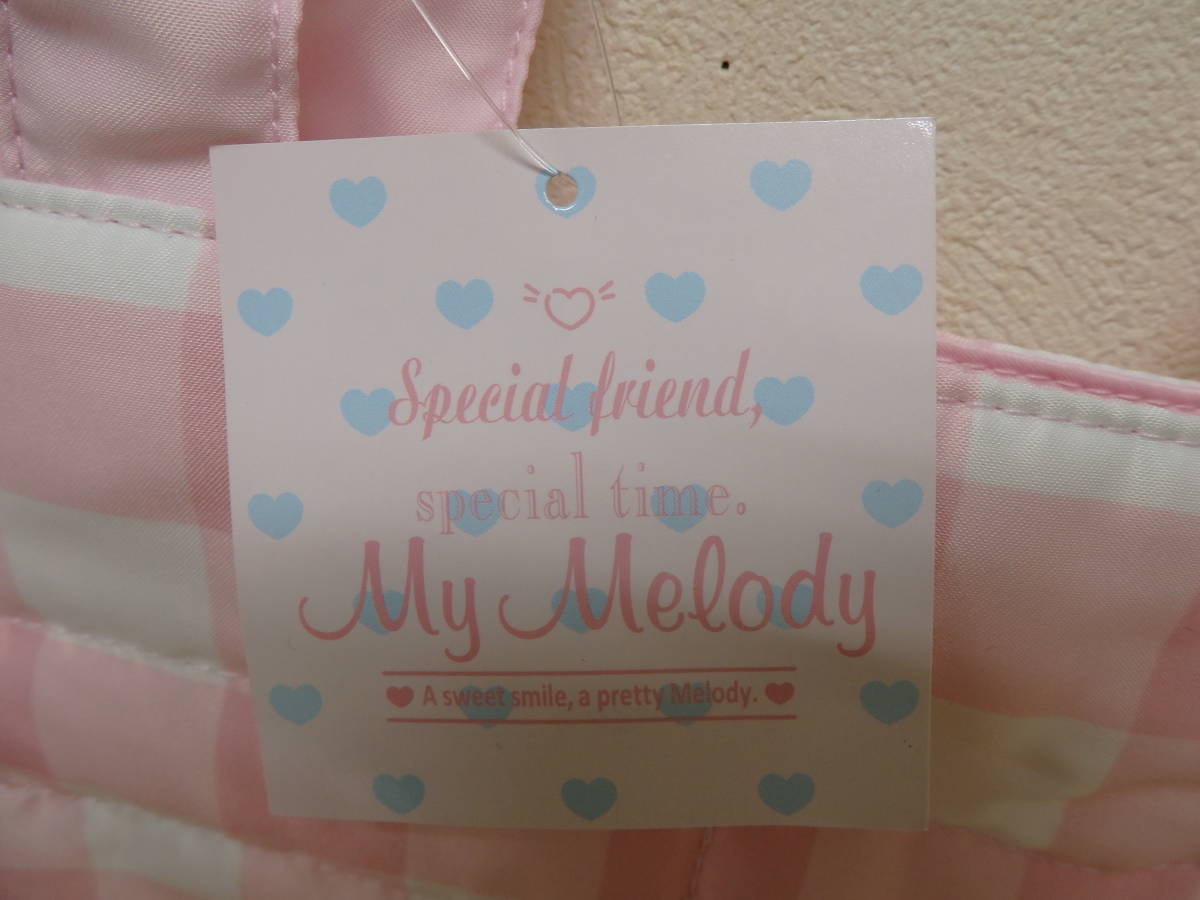 Special friend,
special time.
My Melody
A sweet smile, a pretty Melody.